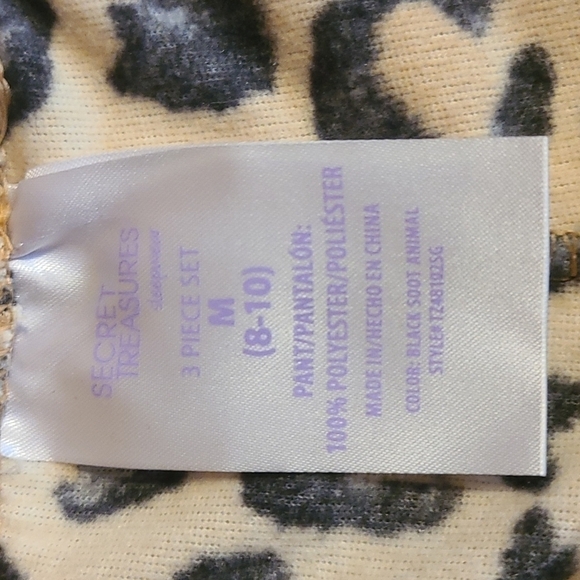 SECRET
TREASURES
sleepwear
3 PIECE SET
M
(8-10)
PANT/PANTALÓN:
100% POLYESTER/POLIÉSTER
MADE IN/HECHO EN CHINA
COLOR: BLACK SOOT ANIMAL
STYLE# TZ48102SG